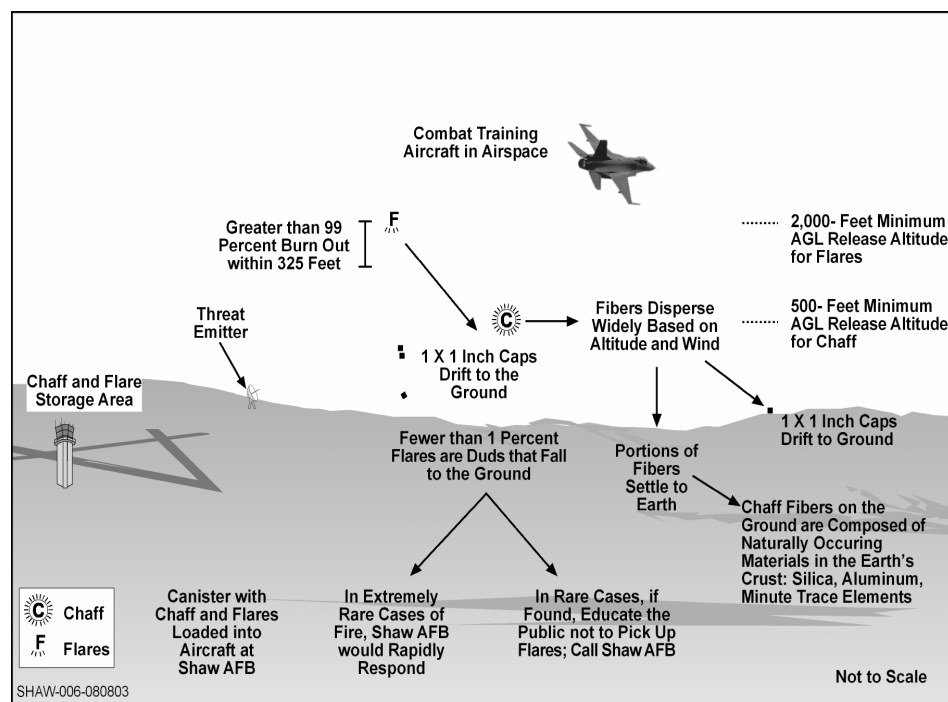 Combat Training
Aircraft in Airspace
F
Greater than 99
Percent Burn Out
within 325 Feet
2,000- Feet Minimum
AGL Release Altitude
for Flares
Threat
Emitter
C
Fibers Disperse
Widely Based on
Altitude and Wind
500- Feet Minimum
AGL Release Altitude
for Chaff
1 X 1 Inch Caps
Drift to the
Ground
Chaff and Flare
Storage Area
1 X 1 Inch Caps
Drift to Ground
Fewer than 1 Percent
Flares are Duds that Fall
to the Ground
Portions of
Fibers
Settle to
Earth
Chaff Fibers on the
Ground are Composed of
Naturally Occuring
Materials in the Earth's
Crust: Silica, Aluminum,
Minute Trace Elements
C Chaff
F Flares
Canister with
Chaff and Flares
Loaded into
Aircraft at
Shaw AFB
In Extremely
Rare Cases of
Fire, Shaw AFB
would Rapidly
Respond
In Rare Cases, if
Found, Educate the
Public not to Pick Up
Flares; Call Shaw AFB
Not to Scale
SHAW-006-080803